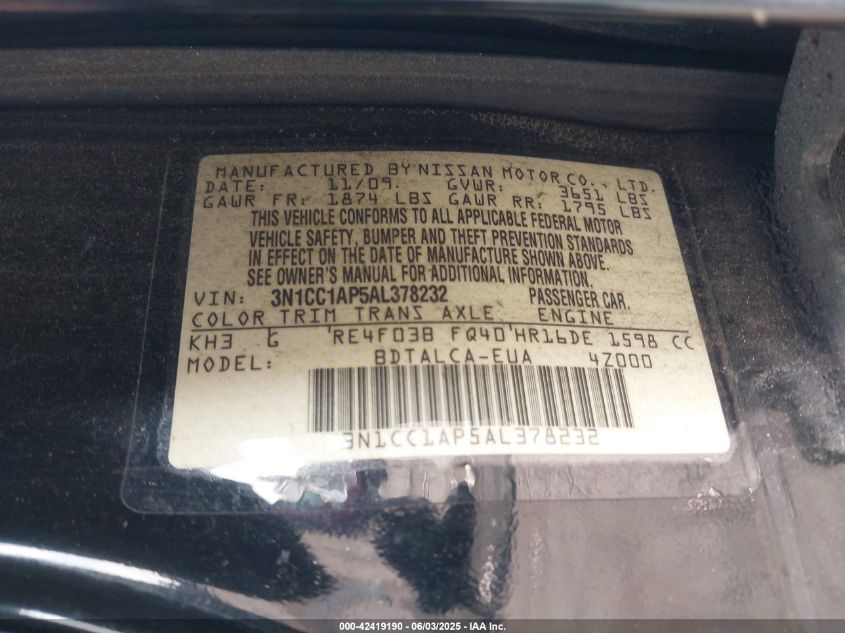 MANUFACTURED BY NISSAN MOTOR CO., LTD.
DATE: 11/09. GVWR: 3651 LBS
GAWR FR: 1874 LBS GAWR RR: 1795 LBS
THIS VEHICLE CONFORMS TO ALL APPLICABLE FEDERAL MOTOR
VEHICLE SAFETY, BUMPER AND THEFT PREVENTION STANDARDS
IN EFFECT ON THE DATE OF MANUFACTURE SHOWN ABOVE.
SEE OWNER'S MANUAL FOR ADDITIONAL INFORMATION.
VIN: 3N1CC1AP5AL378232 PASSENGER CAR.
COLOR TRIM TRANS AXLE ENGINE
KH3 G RE4F03B FQ40 HR16DE 1598 CC
MODEL: BDTALCA-EUA 4Z000
3N1CC1AP5AL378232
000-42419190 - 06/03/2025 - IAA Inc.